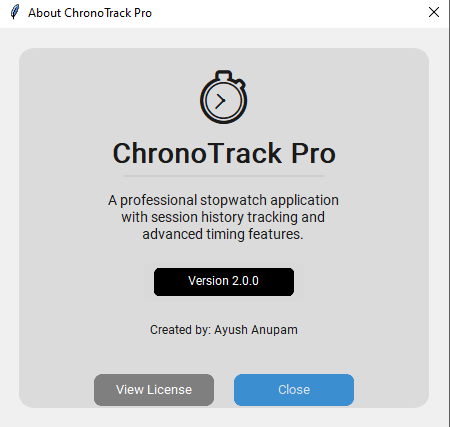 About ChronoTrack Pro
ChronoTrack Pro
A professional stopwatch application
with session history tracking and
advanced timing features.
Version 2.0.0
Created by: Ayush Anupam
View License
Close